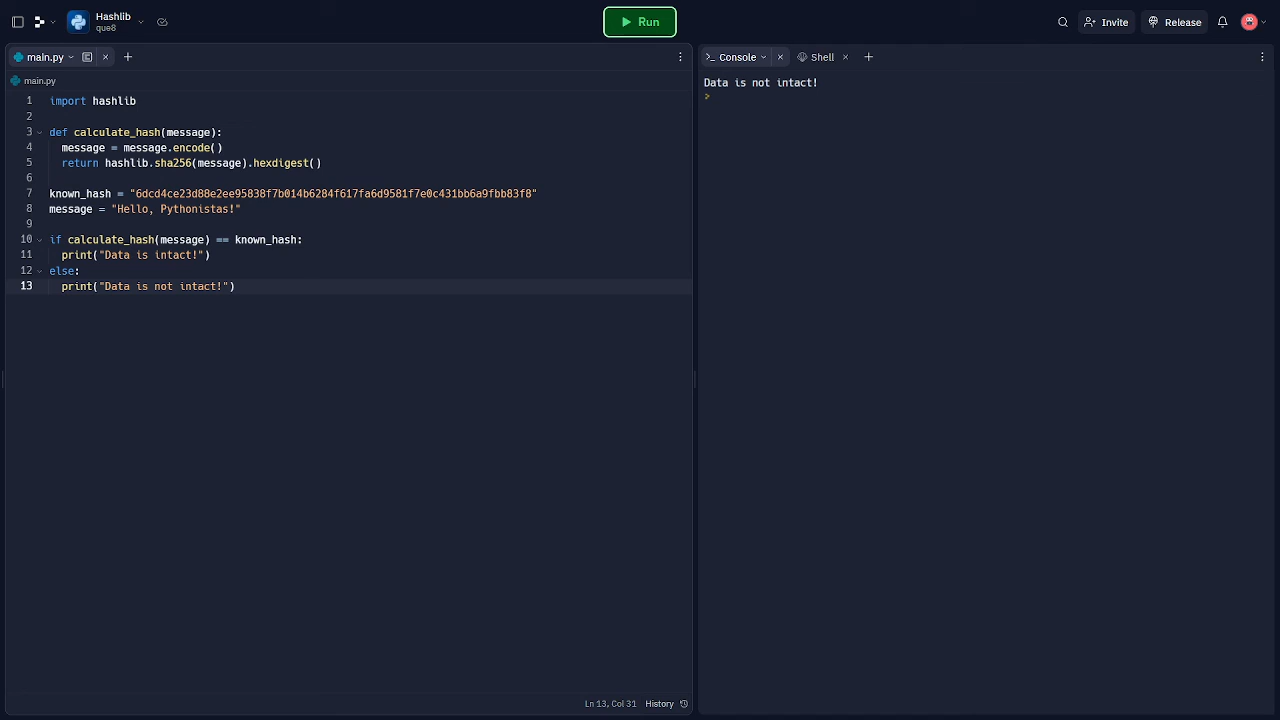 Hashlib
que8
Run
Invite
Release
main.py
main.py
1 import hashlib
2
3 def calculate_hash(message):
4 message = message.encode()
5 return hashlib.sha256(message).hexdigest()
6
7 known_hash = "6dcd4ce23d88e2ee95838f7b014b6284f617fa6d9581f7e0c431bb6a9fbb83f8"
8 message = "Hello, Pythonistas!"
9
10 if calculate_hash(message) == known_hash:
11 print("Data is intact!")
12 else:
13 print("Data is not intact!")
Ln 13, Col 31 History
>_ Console
Shell
Data is not intact!
>